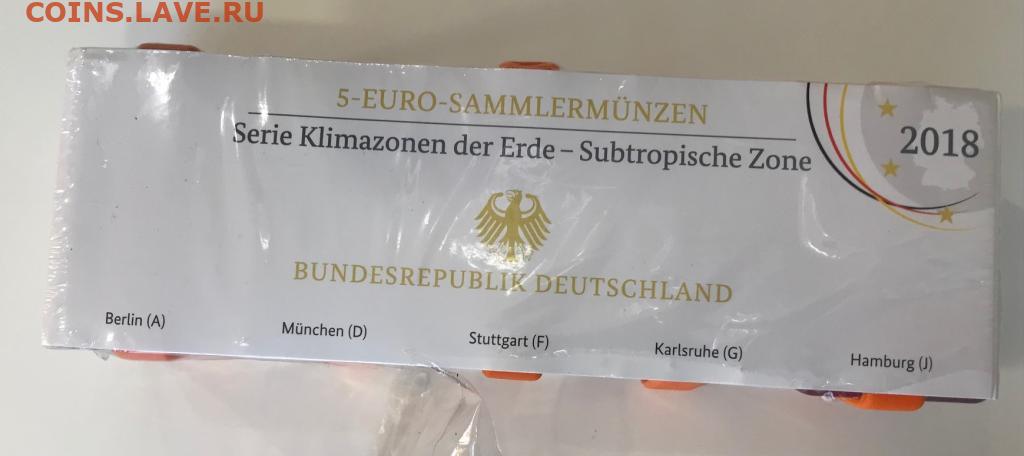 COINS.LAVE.RU
5-EURO-SAMMLERMÜNZEN
Serie Klimazonen der Erde – Subtropische Zone
2018
BUNDESREPUBLIK DEUTSCHLAND
Berlin (A)
München (D)
Stuttgart (F)
Karlsruhe (G)
Hamburg (J)